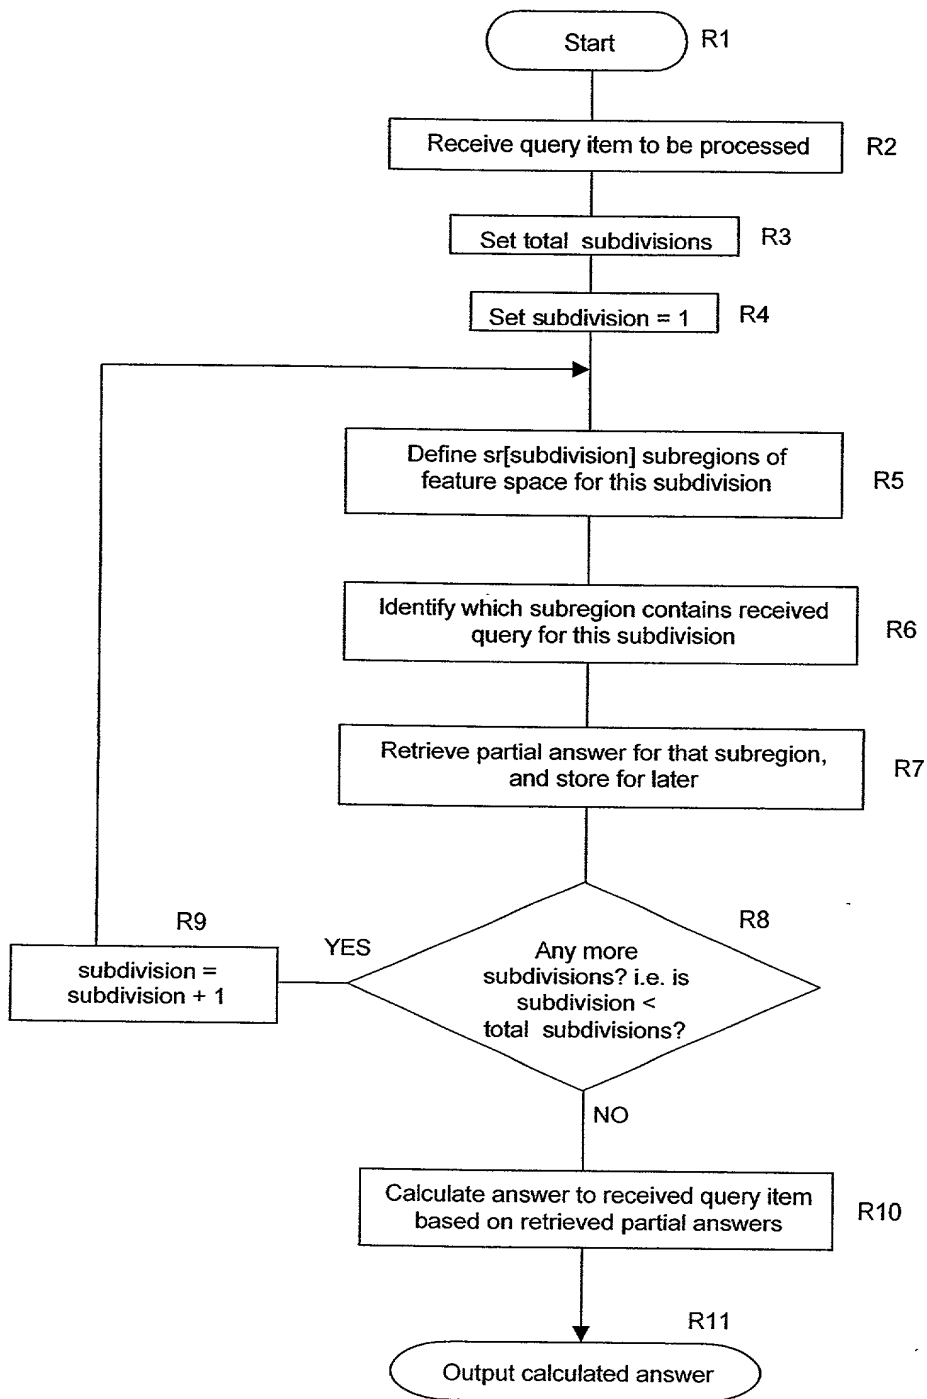 Start
R1
Receive query item to be processed
R2
Set total subdivisions
R3
Set subdivision = 1
R4
Define sr[subdivision] subregions of
feature space for this subdivision
R5
Identify which subregion contains received
query for this subdivision
R6
Retrieve partial answer for that subregion,
and store for later
R7
R8
Any more
subdivisions? i.e. is
subdivision <
total subdivisions?
YES
R9
subdivision =
subdivision + 1
NO
Calculate answer to received query item
based on retrieved partial answers
R10
R11
Output calculated answer